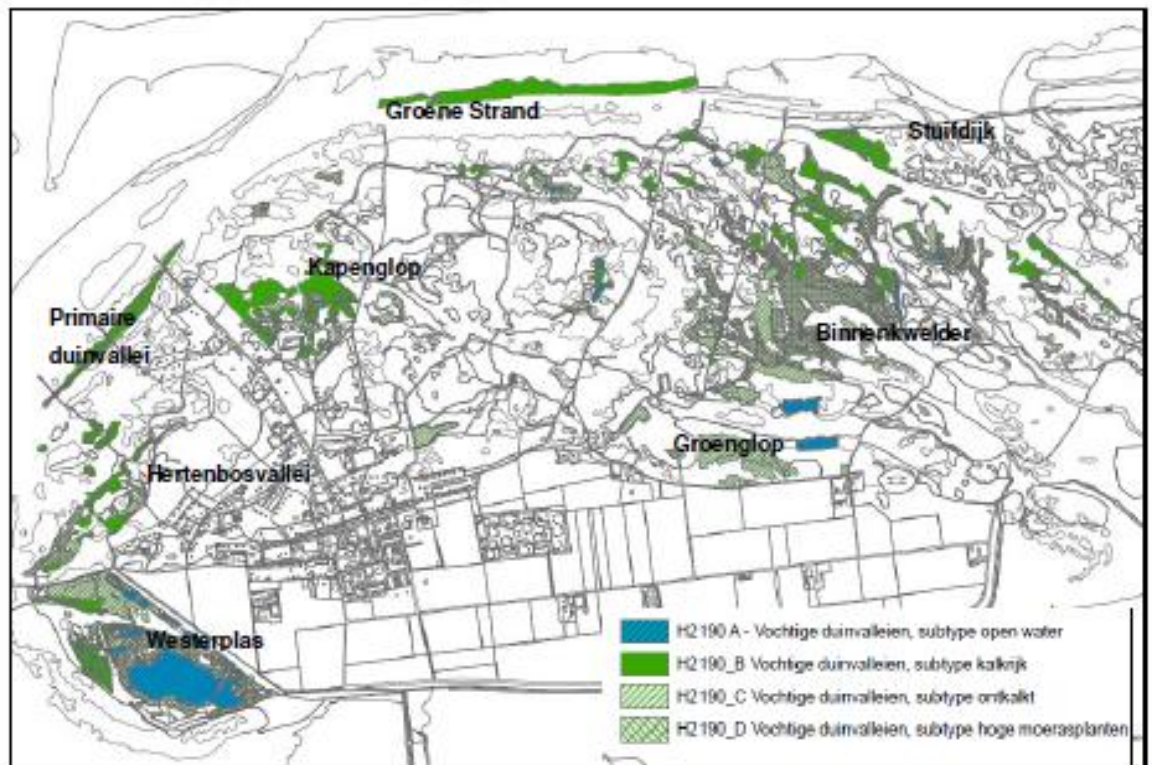 Groene Strand
Stuifdijk
Kapenglop
Primaire
duinvallei
Binnenkwelder
Groenglop
Hertenbosvallei
Westerplas
H2190 A - Vochtige duinvalleien, subtype open water
H2190_B Vochtige duinvalleien, subtype kalkrijk
H2190_C Vochtige duinvalleien, subtype ontkalkt
H2190_D Vochtige duinvalleien, subtype hoge moerasplanten